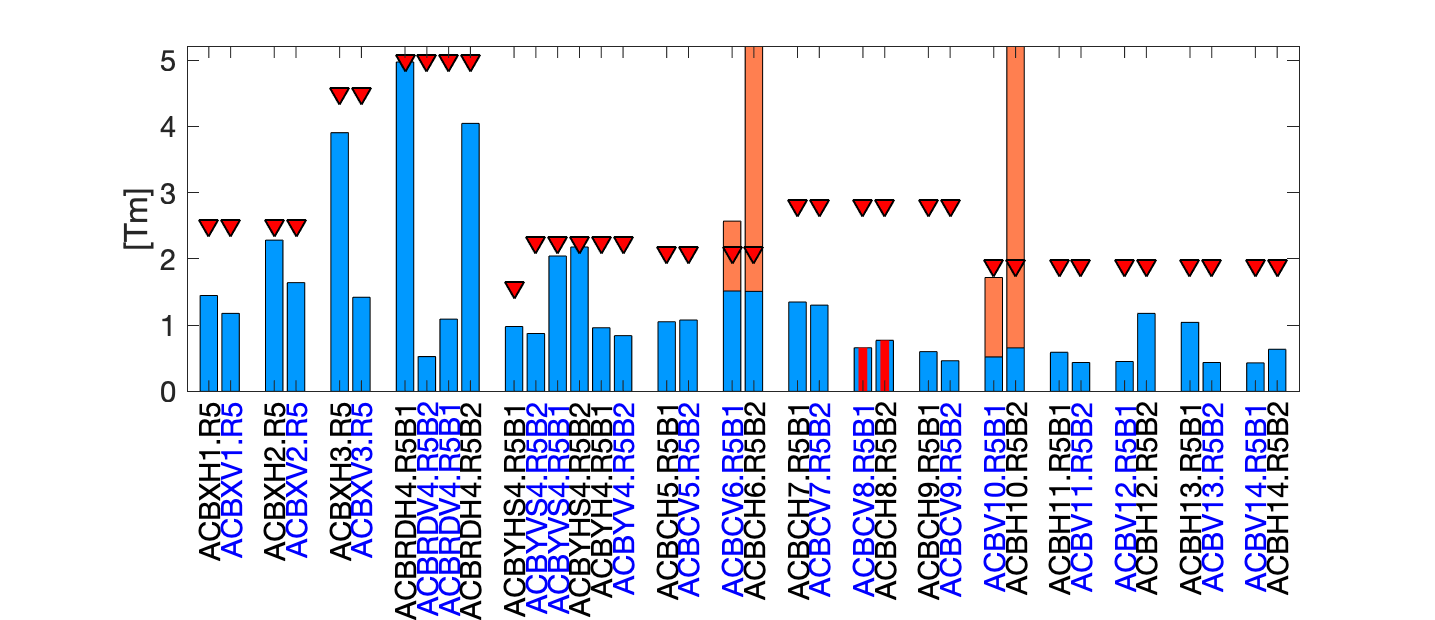 [Tm]
5
4
3
2
1
0
ACBXH1.R5
ACBXV1.R5
ACBXH2.R5
ACBXV2.R5
ACBXH3.R5
ACBXV3.R5
ACBRDH4.R5B1
ACBRDV4.R5B2
ACBRDV4.R5B1
ACBRDH4.R5B2
ACBYHS4.R5B1
ACBYVS4.R5B2
ACBYVS4.R5B1
ACBYHS4.R5B2
ACBYH4.R5B1
ACBYV4.R5B2
ACBCH5.R5B1
ACBCV5.R5B2
ACBCV6.R5B1
ACBCH6.R5B2
ACBCH7.R5B1
ACBCV7.R5B2
ACBCV8.R5B1
ACBCH8.R5B2
ACBCH9.R5B1
ACBCV9.R5B2
ACBV10.R5B1
ACBH10.R5B2
ACBH11.R5B1
ACBV11.R5B2
ACBV12.R5B1
ACBH12.R5B2
ACBH13.R5B1
ACBV13.R5B2
ACBV14.R5B1
ACBH14.R5B2